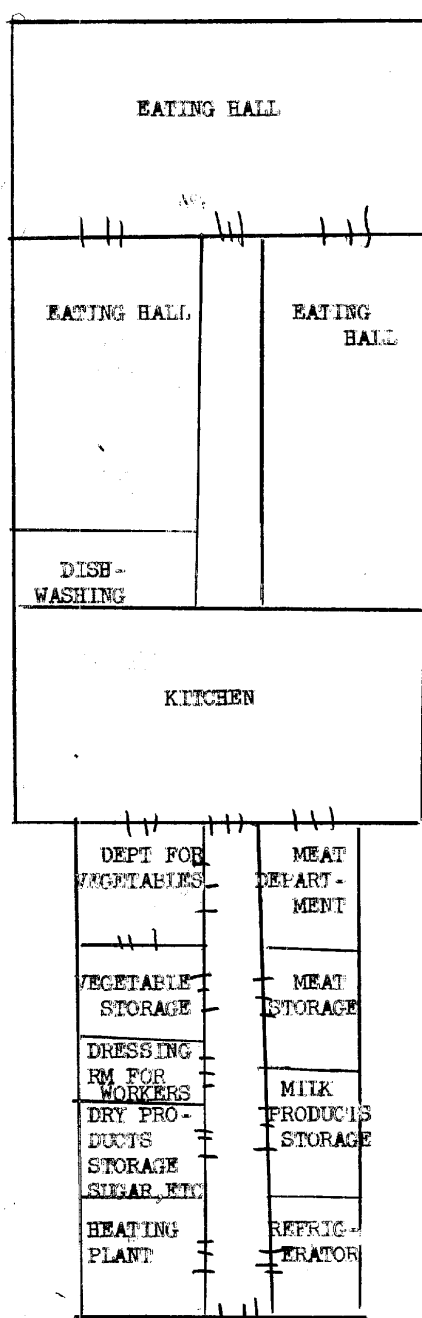 EATING HALL
EATING HALL
EATING
HALL
DISH-
WASHING
KITCHEN
DEPT FOR
VEGETABLES
MEAT
DEPART-
MENT
VEGETABLE
STORAGE
MEAT
STORAGE
DRESSING
RM FOR
WORKERS
MILK
PRODUCTS
STORAGE
DRY PRO-
DUCTS
STORAGE
SUGAR, ETC
HEATING
PLANT
REFRIG-
ERATOR